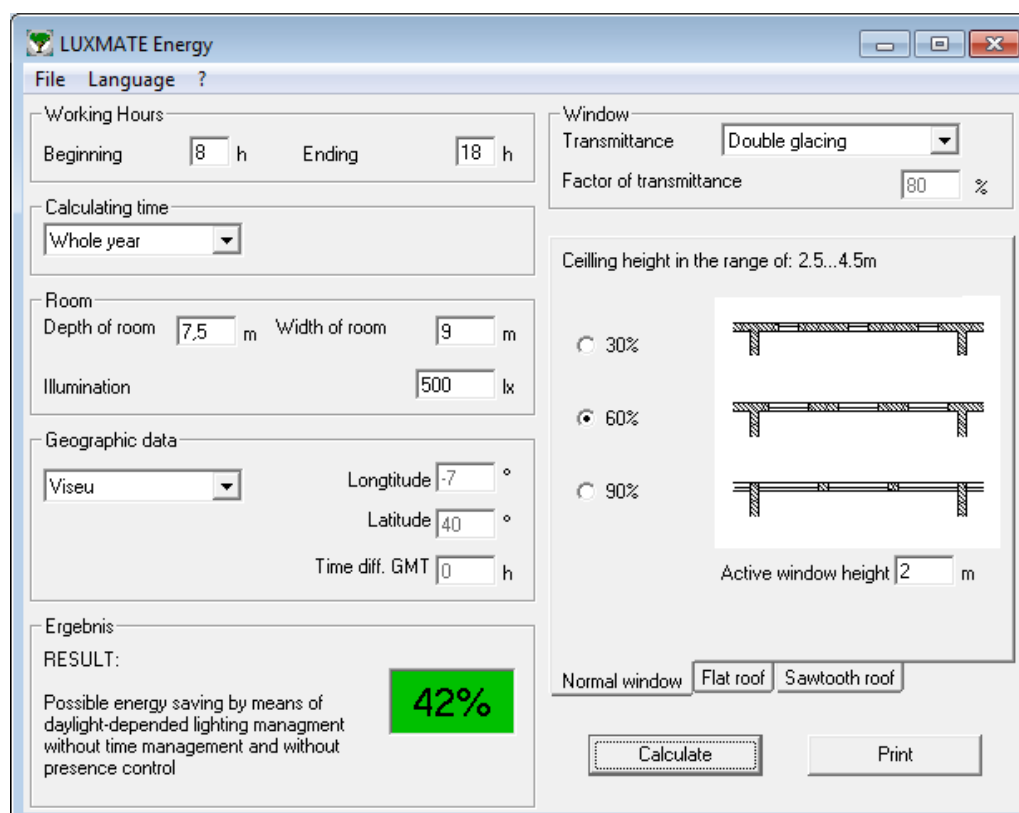 LUXMATE Energy
File Language ?
Working Hours
Beginning 8 h Ending 18 h
Calculating time
Whole year
Room
Depth of room 7,5 m Width of room 9 m
Illumination 500 lx
Geographic data
Viseu
Longtitude -7 °
Latitude 40 °
Time diff. GMT 0 h
Ergebnis
RESULT:
Possible energy saving by means of
daylight-depended lighting managment
without time management and without
presence control
42%
Window
Transmittance Double glacing
Factor of transmittance 80 %
Ceilling height in the range of: 2.5...4.5m
30%
60%
90%
Active window height 2 m
Normal window Flat roof Sawtooth roof
Calculate Print